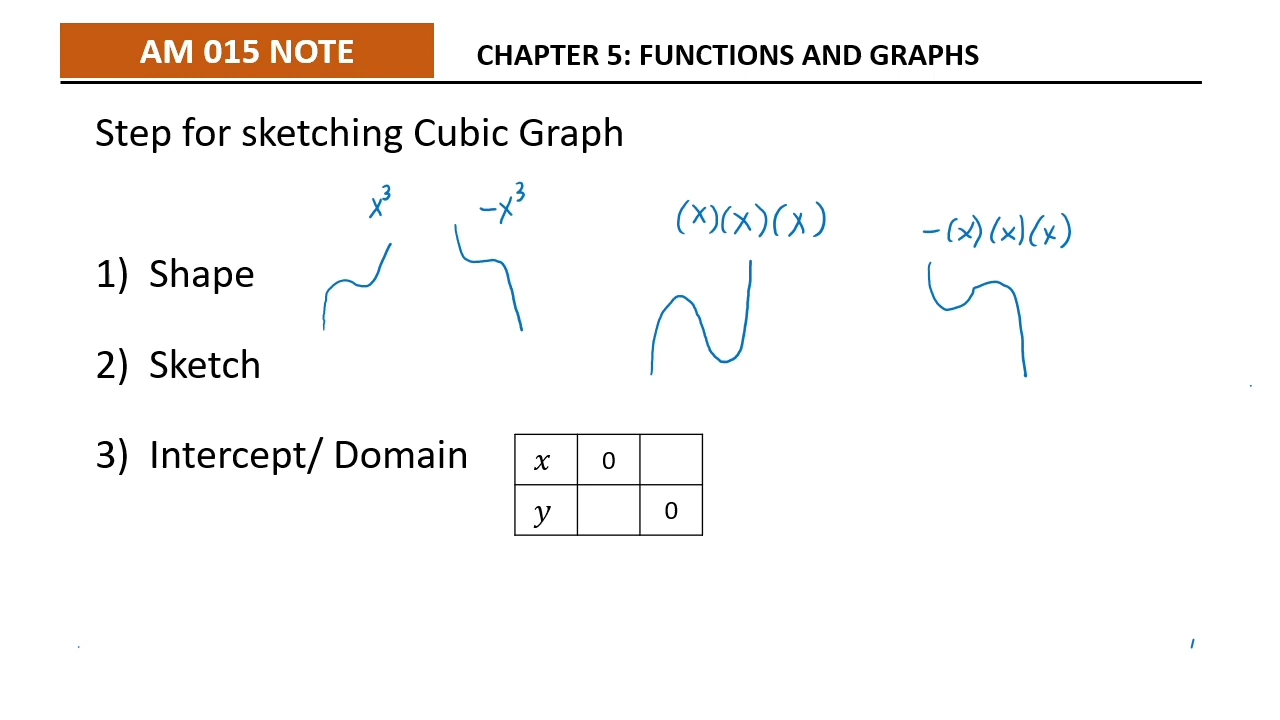 AM 015 NOTE
CHAPTER 5: FUNCTIONS AND GRAPHS
Step for sketching Cubic Graph
x³ -x³ (x)(x)(x) -(x)(x)(x)
1) Shape
2) Sketch
3) Intercept/ Domain
x 0
y 0